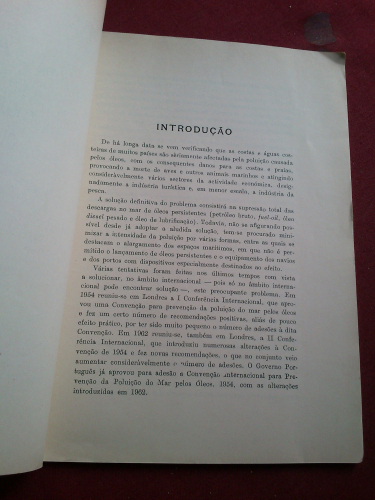 INTRODUÇÃO
De há longa data se vem verificando que as costas e águas cos-
teiras de muitos países são sèriamente afectadas pela poluição causada
pelos óleos, com os consequentes danos para as costas e praias,
provocando a morte de aves e outros animais marinhos e atingindo
consideràvelmente vários sectores da actividade económica, desig-
nadamente a indústria turística e, em menor escala, a indústria da
pesca.
A solução definitiva do problema consistirá na supressão total das
descargas no mar de óleos persistentes (petróleo bruto, fuel-oil, óleo
diesel pesado e óleo de lubrificação). Todavia, não se afigurando pos-
sível desde já adoptar a aludida solução, tem-se procurado mini-
mizar a intensidade da poluição por várias formas, entre as quais se
destacam o alargamento dos espaços marítimos, em que não é per-
mitido o lançamento de óleos persistentes e o equipamento dos navios
e dos portos com dispositivos especialmente destinados ao efeito.
Várias tentativas foram feitas nos últimos tempos com vista
a solucionar, no âmbito internacional — pois só no âmbito interna-
cional pode encontrar solução —, este preocupante problema. Em
1954 reuniu-se em Londres a I Conferência Internacional, que apro-
vou uma Convenção para prevenção da poluição do mar pelos óleos
e fez um certo número de recomendações positivas, aliás de pouco
efeito prático, por ter sido muito pequeno o número de adesões à dita
Convenção. Em 1962 reuniu-se, também em Londres, a II Confe-
rência Internacional, que introduziu numerosas alterações à Con-
venção de 1954 e fez novas recomendações, o que no conjunto veio
aumentar consideràvelmente o número de adesões. O Governo Por-
tuguês já aprovou para adesão a Convenção Internacional para Pre-
venção da Poluição do Mar pelos Óleos, 1954, com as alterações
introduzidas em 1962.